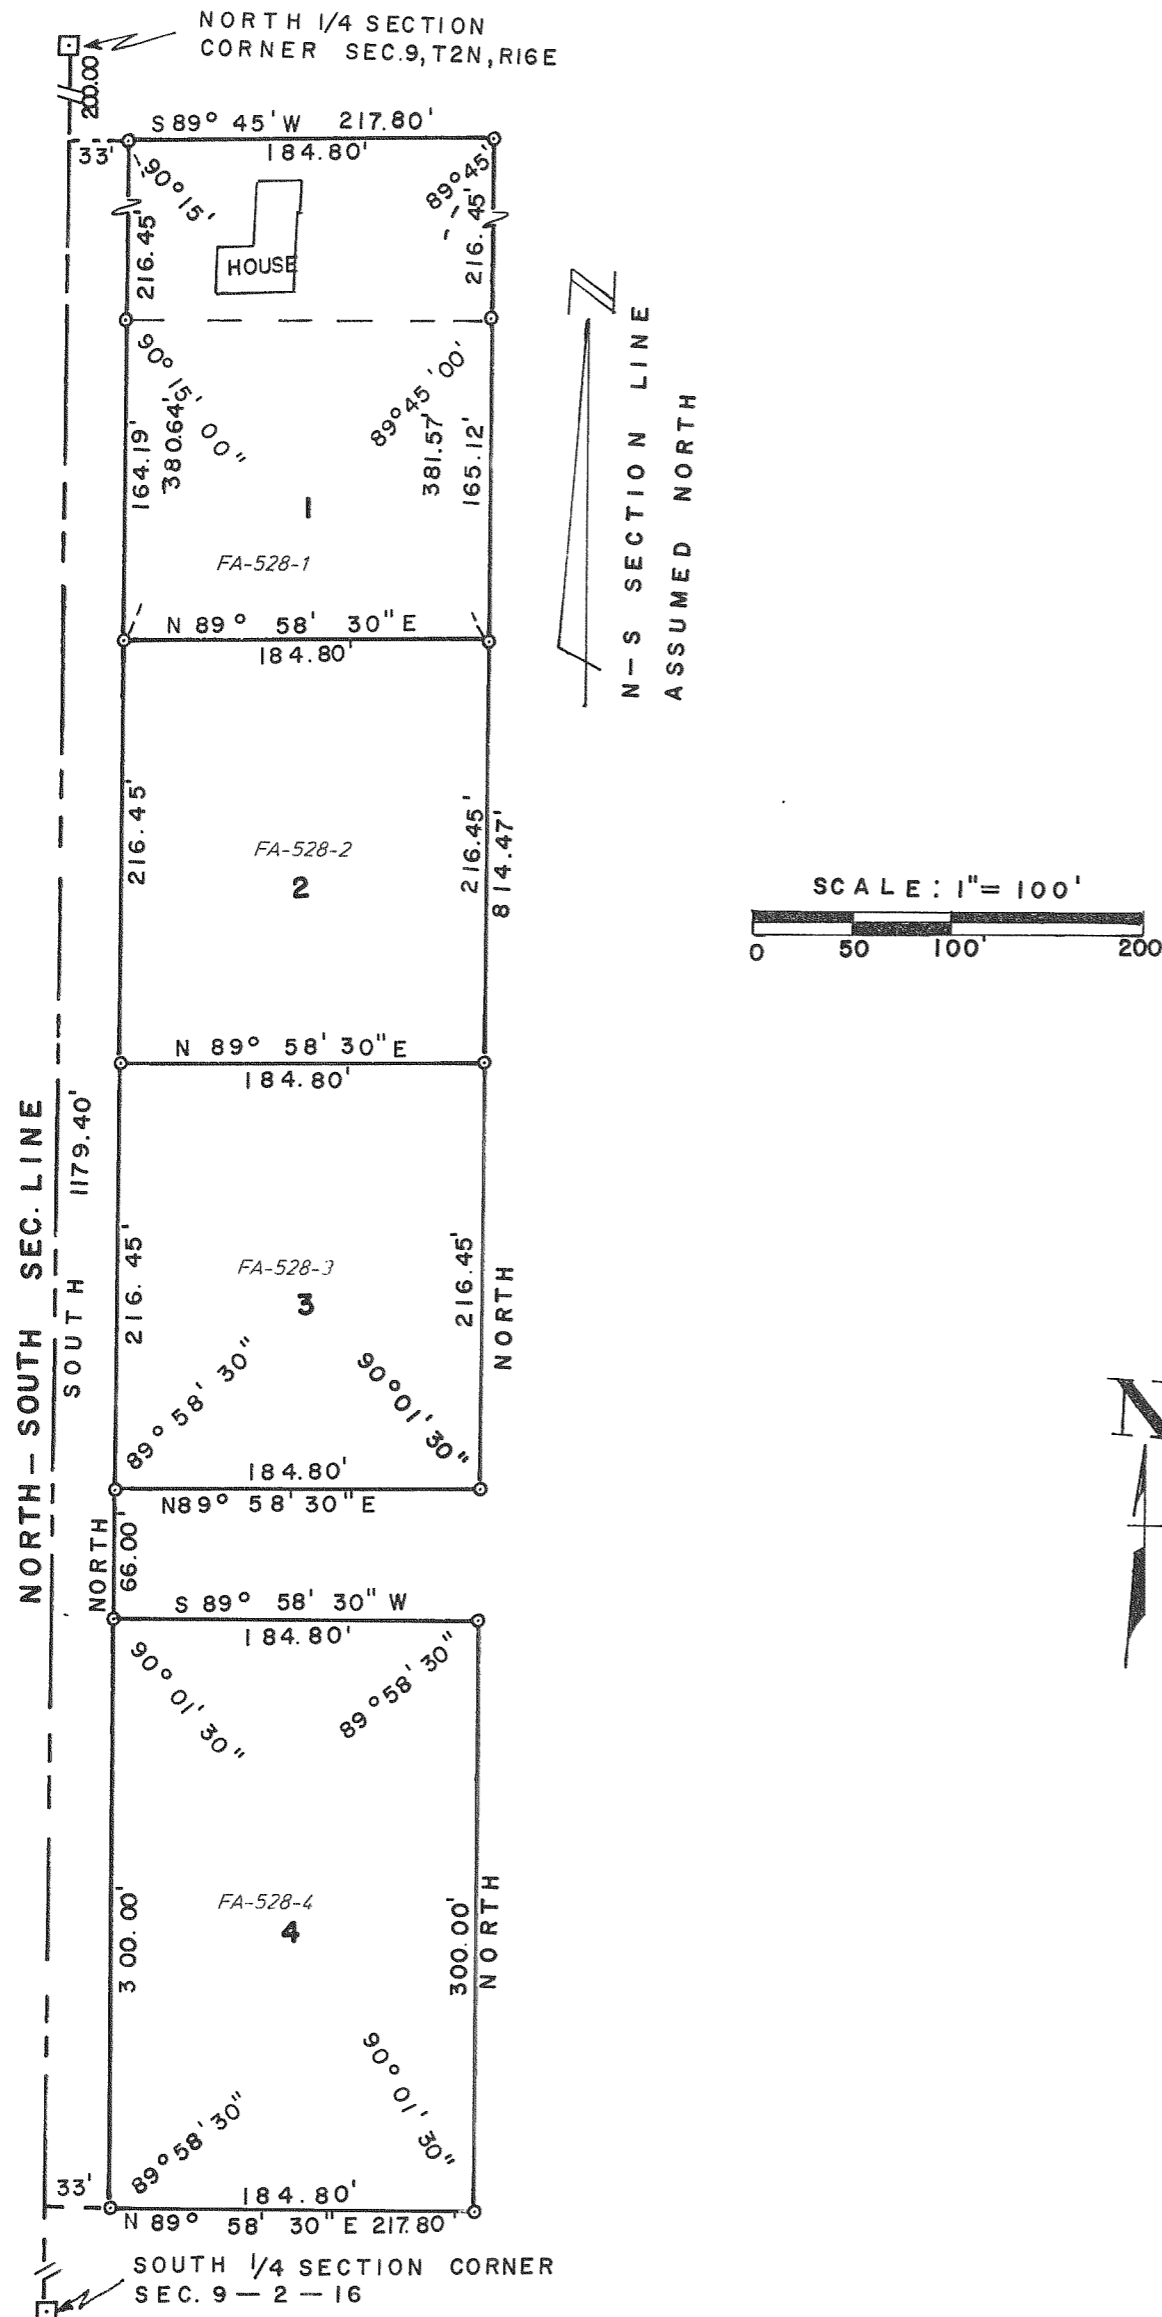 NORTH 1/4 SECTION
CORNER SEC.9, T2N, R16E
200.00
S 89° 45' W 217.80'
33'
184.80'
90° 15'
89° 45'
216.45'
216.45'
HOUSE
90° 15' 00"
89° 45' 00"
164.19'
380.64'
381.57'
165.12'
1
FA-528-1
N 89° 58' 30" E
184.80'
N
N-S SECTION LINE
ASSUMED NORTH
216.45'
FA-528-2
2
216.45'
814.47'
SCALE: 1"= 100'
0 50 100' 200
N 89° 58' 30" E
184.80'
NORTH-SOUTH SEC. LINE
SOUTH 1179.40'
216.45'
FA-528-3
3
216.45'
NORTH
89° 58' 30"
90° 01' 30"
184.80'
N89° 58' 30" E
N
NORTH
66.00'
S 89° 58' 30" W
184.80'
90° 01' 30"
89° 58' 30"
300.00'
FA-528-4
4
300.00'
NORTH
89° 58' 30"
90° 01' 30"
33'
184.80'
N 89° 58' 30" E 217.80'
SOUTH 1/4 SECTION CORNER
SEC. 9 — 2 — 16